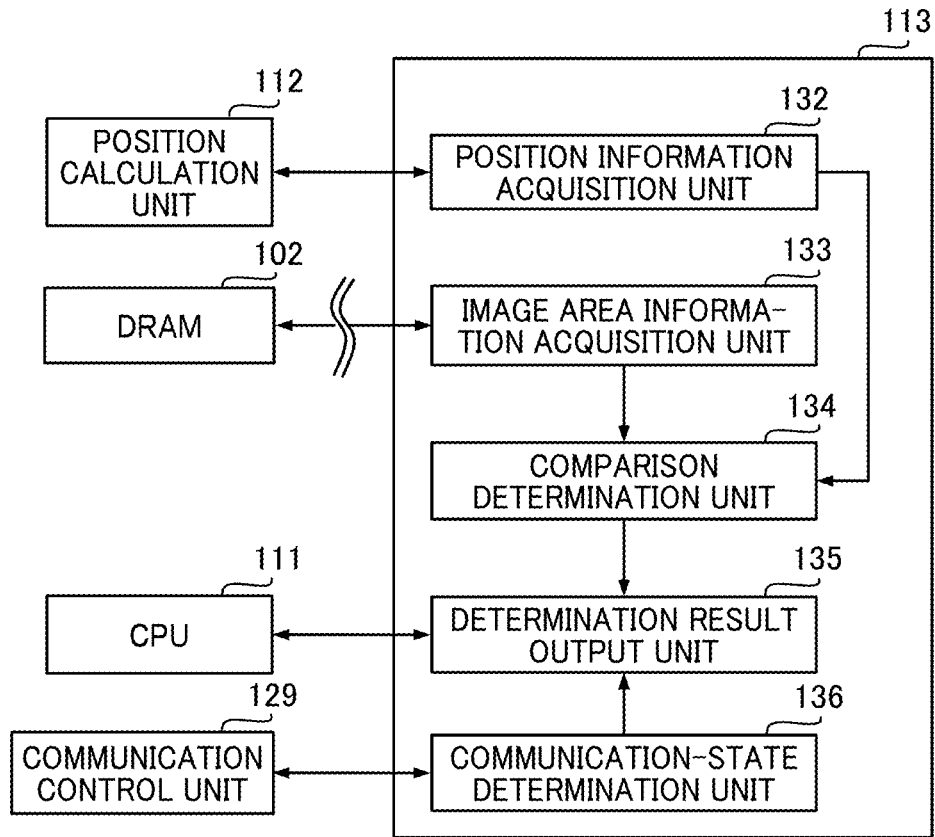 113
112
132
POSITION
CALCULATION
UNIT
POSITION INFORMATION
ACQUISITION UNIT
102
133
DRAM
IMAGE AREA INFORMA-
TION ACQUISITION UNIT
134
COMPARISON
DETERMINATION UNIT
111
135
CPU
DETERMINATION RESULT
OUTPUT UNIT
129
136
COMMUNICATION
CONTROL UNIT
COMMUNICATION-STATE
DETERMINATION UNIT